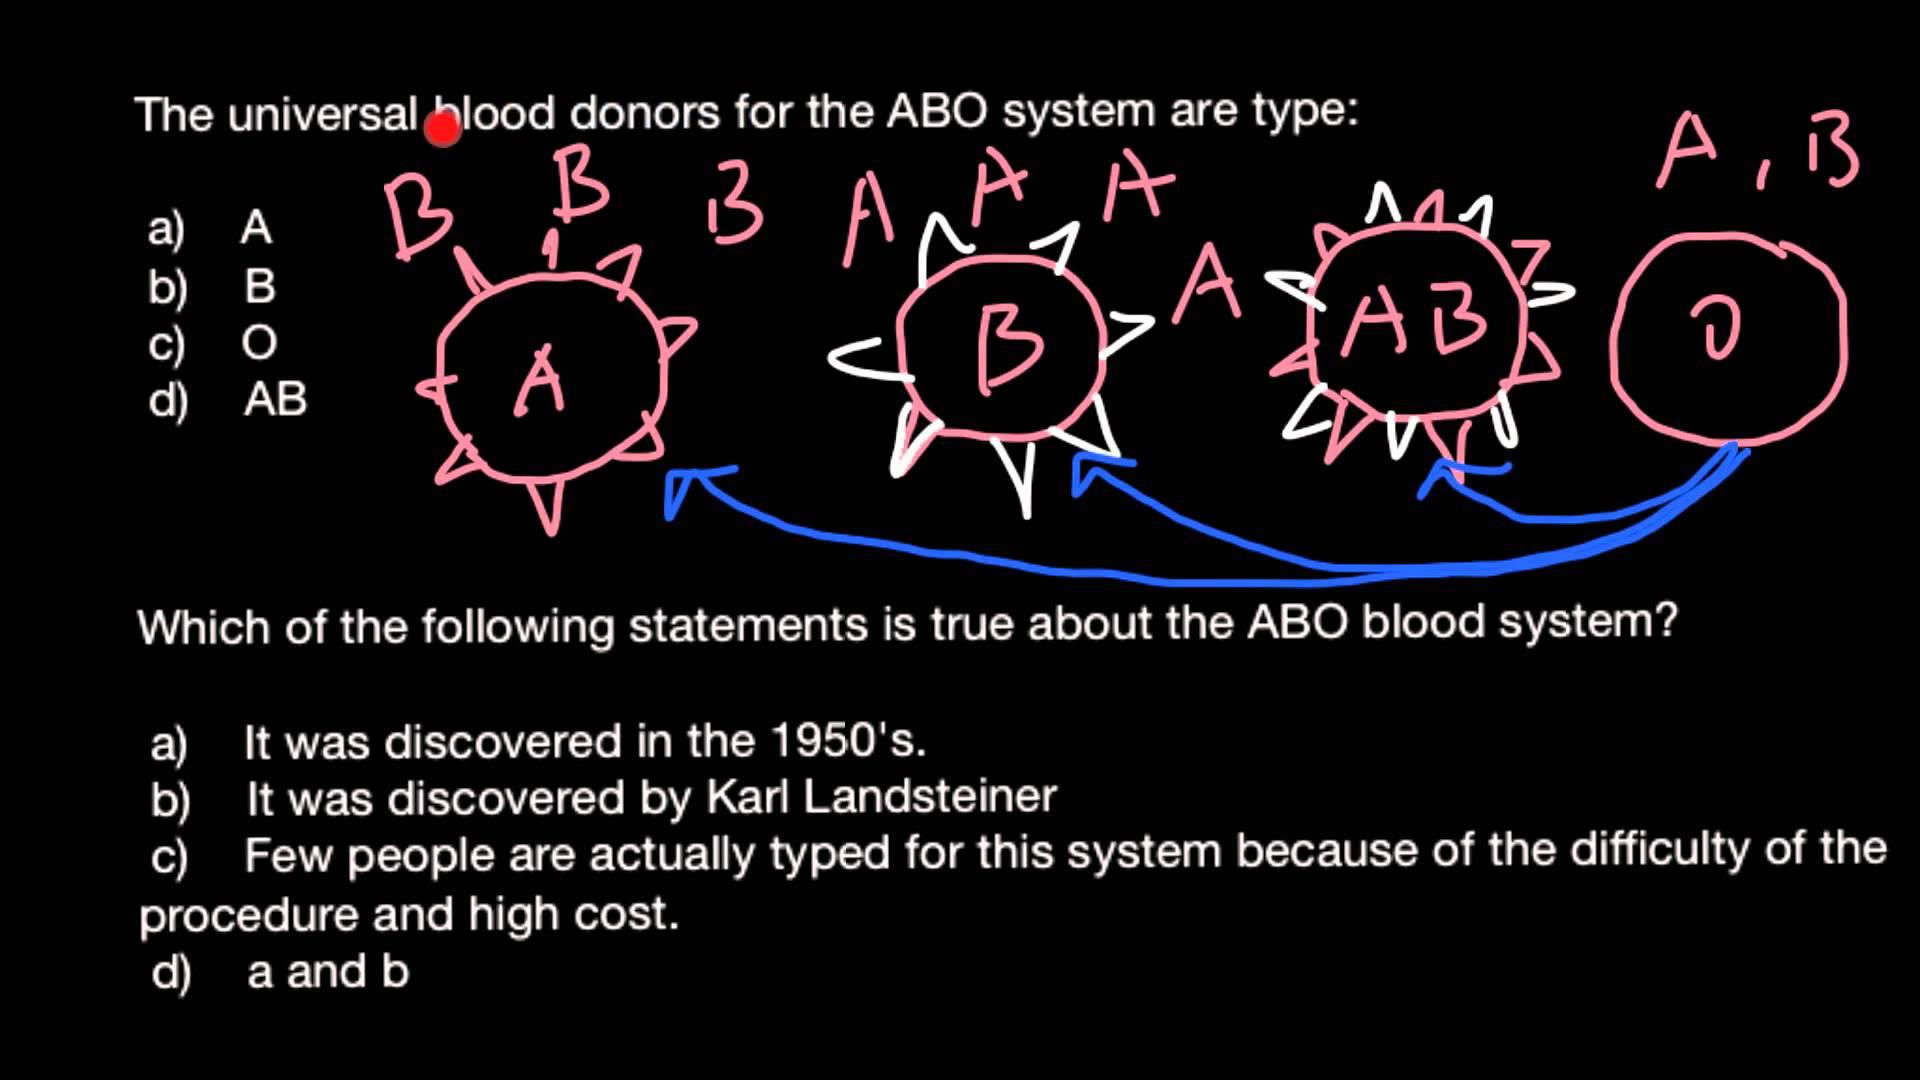 The universal blood donors for the ABO system are type:
A , B
B B B A A A
a) A
b) B
c) O
d) AB
A
A
B
AB
O
Which of the following statements is true about the ABO blood system?
a) It was discovered in the 1950's.
b) It was discovered by Karl Landsteiner
c) Few people are actually typed for this system because of the difficulty of the
procedure and high cost.
d) a and b